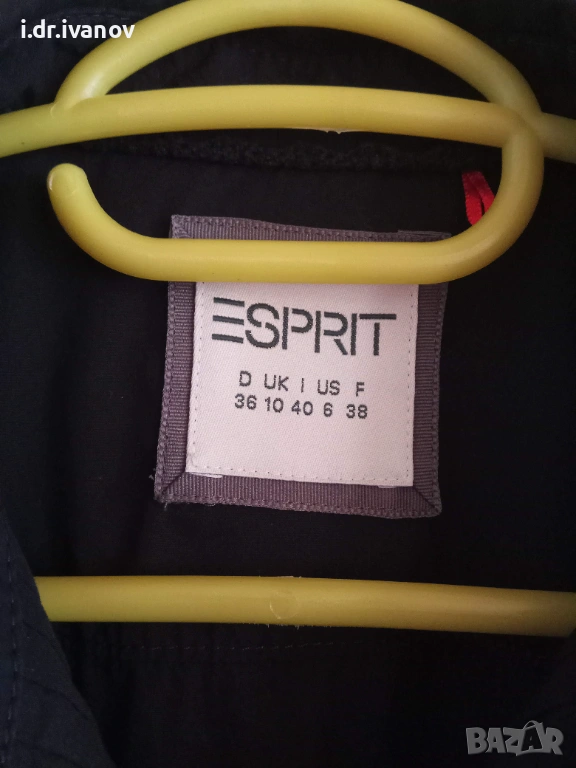 i.dr.ivanov
ESPRIT
D UK I US F
36 10 40 6 38
BAZAR